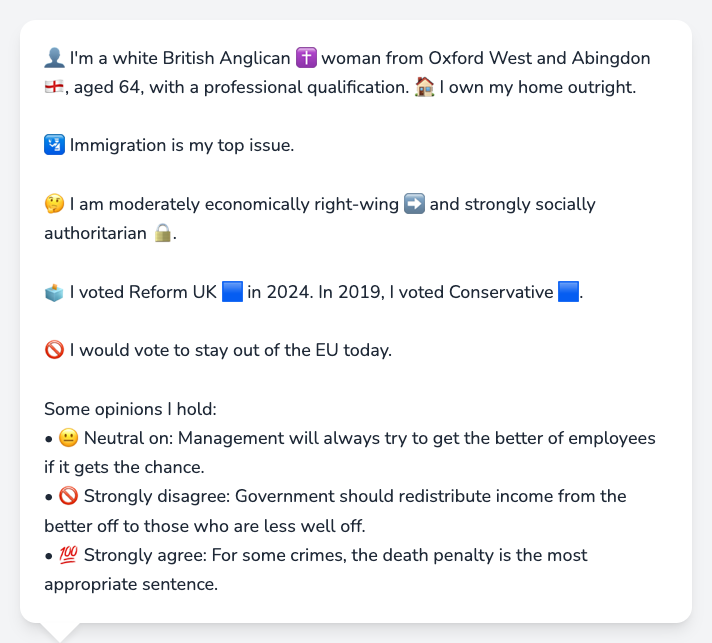 👤 I'm a white British Anglican ✝️ woman from Oxford West and Abingdon
🏴󠁧󠁢󠁥󠁮󠁧󠁿, aged 64, with a professional qualification. 🏠 I own my home outright.
🛂 Immigration is my top issue.
🤔 I am moderately economically right-wing ➡️ and strongly socially
authoritarian 🔒.
🗳️ I voted Reform UK 🟦 in 2024. In 2019, I voted Conservative 🟦.
🚫 I would vote to stay out of the EU today.
Some opinions I hold:
• 😐 Neutral on: Management will always try to get the better of employees
if it gets the chance.
• 🚫 Strongly disagree: Government should redistribute income from the
better off to those who are less well off.
• 💯 Strongly agree: For some crimes, the death penalty is the most
appropriate sentence.